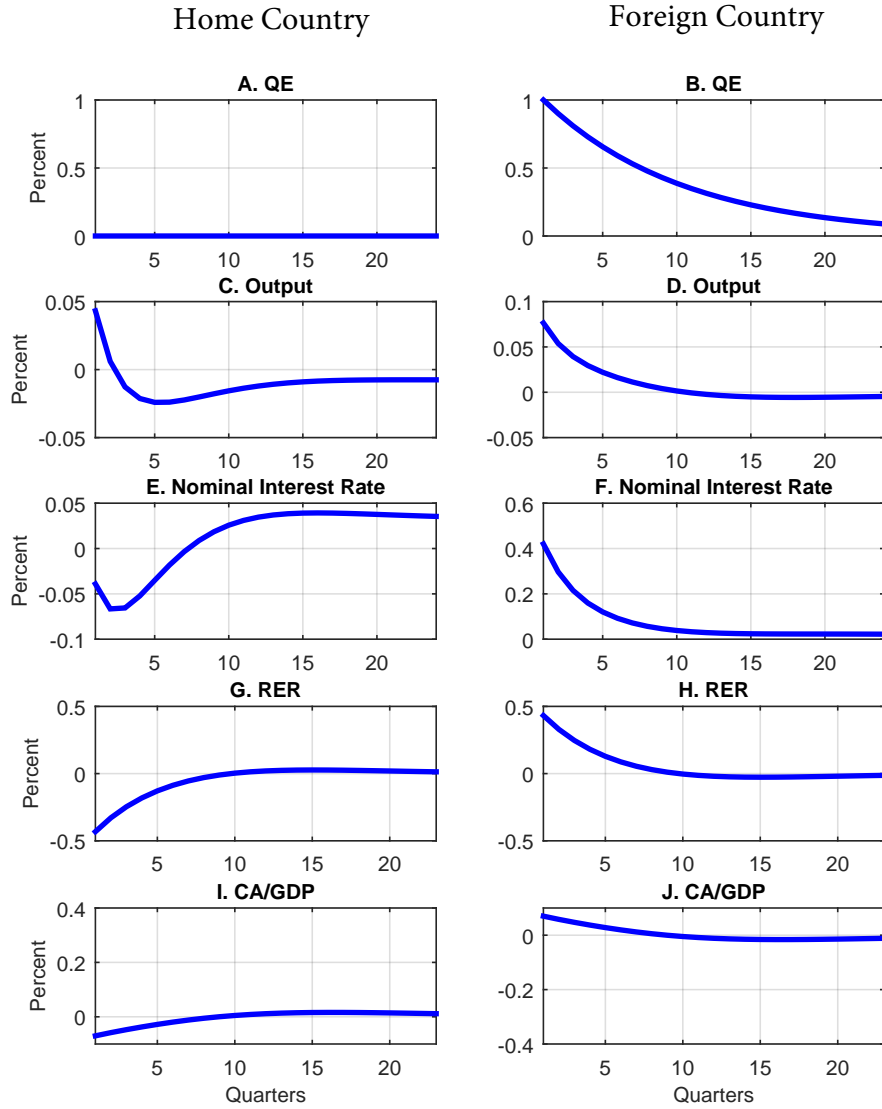 Home Country
Foreign Country
A. QE
B. QE
1
0.5
0
Percent
5 10 15 20
1
0.5
0
5 10 15 20
C. Output
D. Output
0.05
0
-0.05
Percent
5 10 15 20
0.1
0.05
0
-0.05
5 10 15 20
E. Nominal Interest Rate
F. Nominal Interest Rate
0.05
0
-0.05
-0.1
Percent
5 10 15 20
0.6
0.4
0.2
0
5 10 15 20
G. RER
H. RER
0.5
0
-0.5
Percent
5 10 15 20
0.5
0
-0.5
5 10 15 20
I. CA/GDP
J. CA/GDP
0.4
0.2
0
Percent
5 10 15 20
Quarters
0
-0.2
-0.4
5 10 15 20
Quarters